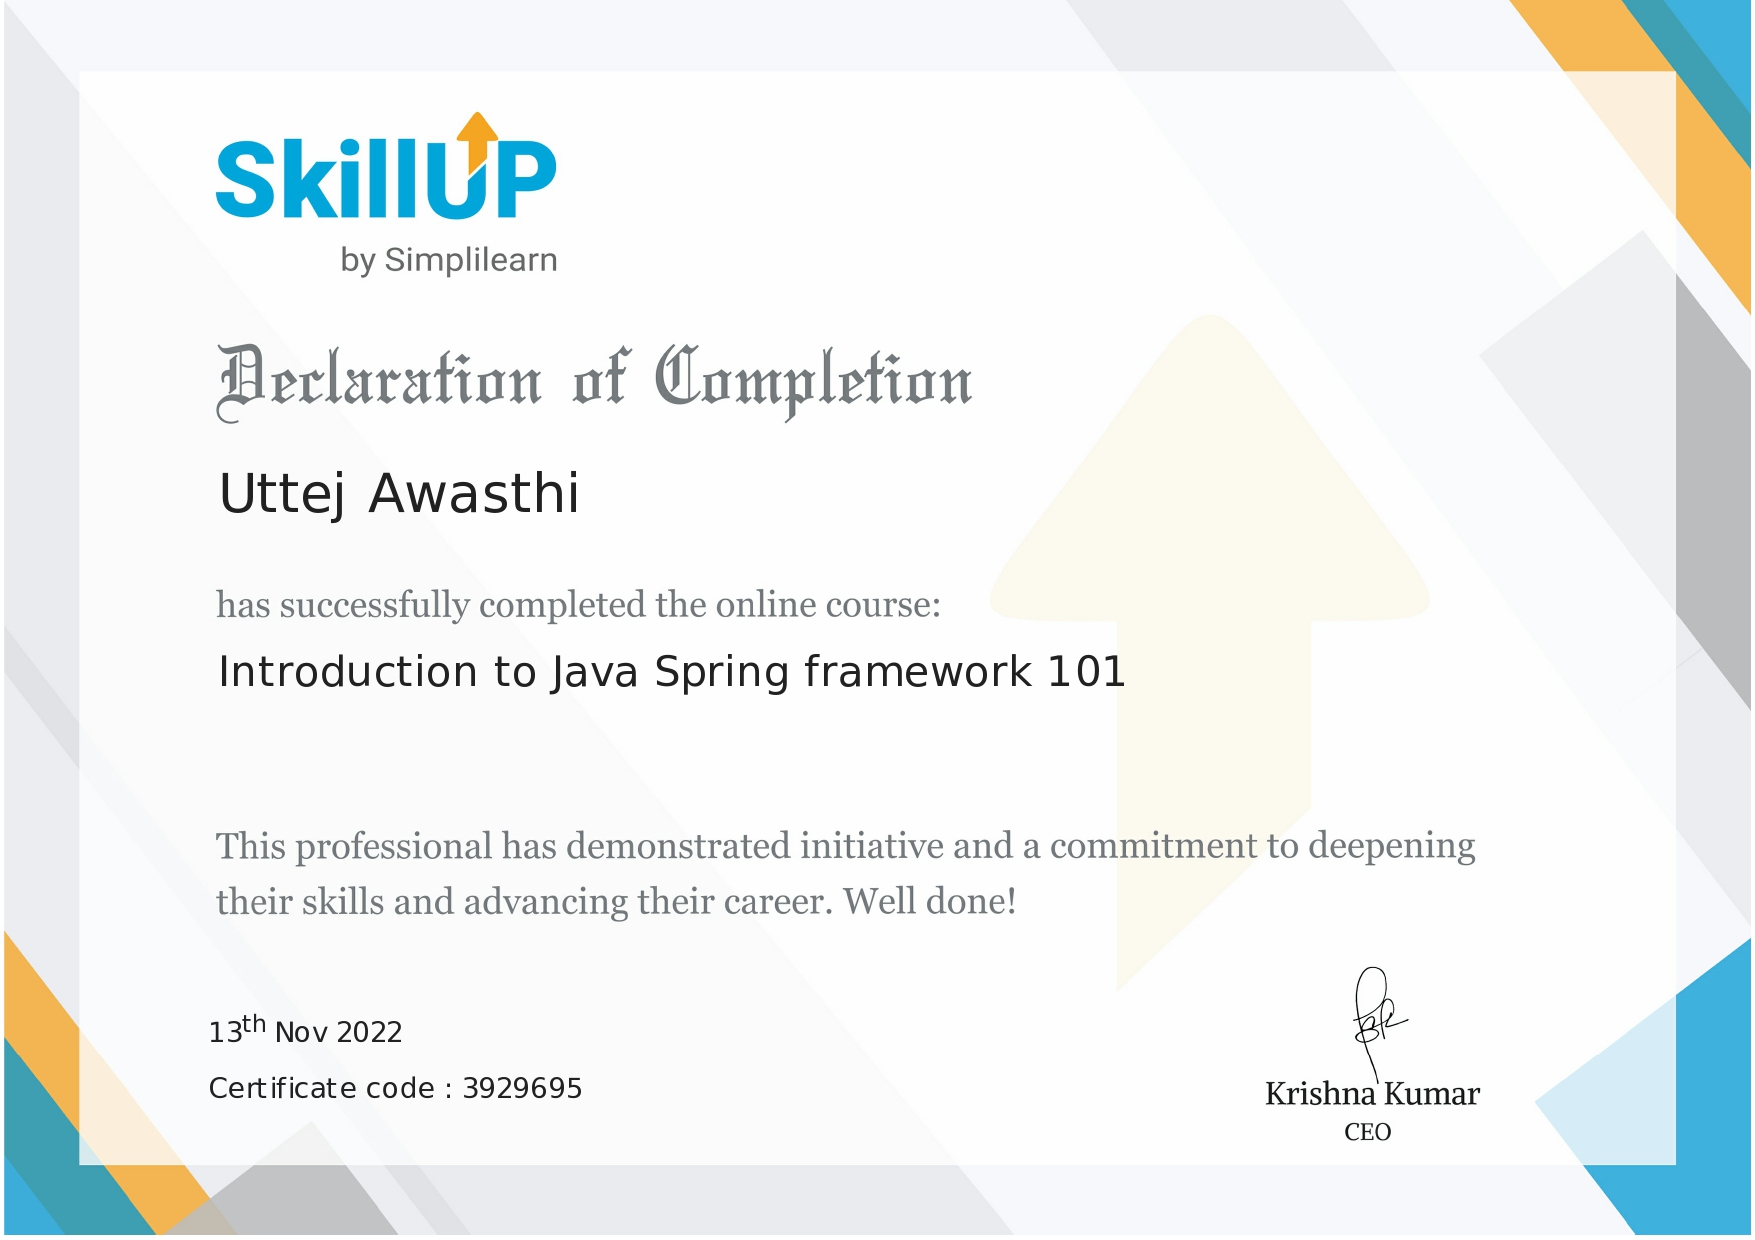 SkillUP
by Simplilearn
Declaration of Completion
Uttej Awasthi
has successfully completed the online course:
Introduction to Java Spring framework 101
This professional has demonstrated initiative and a commitment to deepening
their skills and advancing their career. Well done!
13th Nov 2022
Certificate code : 3929695
Krishna Kumar
CEO